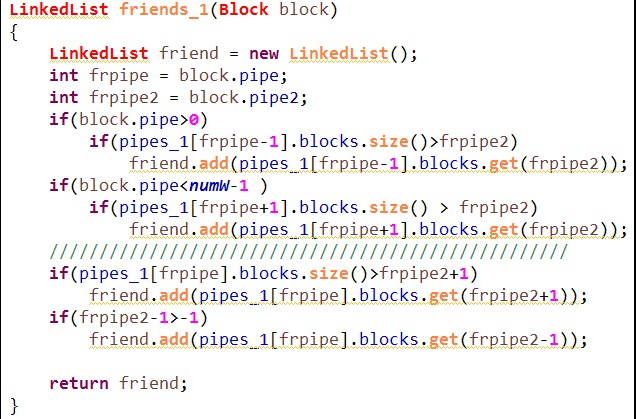 LinkedList friends_1(Block block)
{
    LinkedList friend = new LinkedList();
    int frpipe = block.pipe;
    int frpipe2 = block.pipe2;
    if(block.pipe>0)
        if(pipes_1[frpipe-1].blocks.size()>frpipe2)
            friend.add(pipes_1[frpipe-1].blocks.get(frpipe2));
    if(block.pipe<numW-1 )
        if(pipes_1[frpipe+1].blocks.size() > frpipe2)
            friend.add(pipes_1[frpipe+1].blocks.get(frpipe2));
    ////////////////////////////////////////////////////
    if(pipes_1[frpipe].blocks.size()>frpipe2+1)
        friend.add(pipes_1[frpipe].blocks.get(frpipe2+1));
    if(frpipe2-1>-1)
        friend.add(pipes_1[frpipe].blocks.get(frpipe2-1));

    return friend;
}